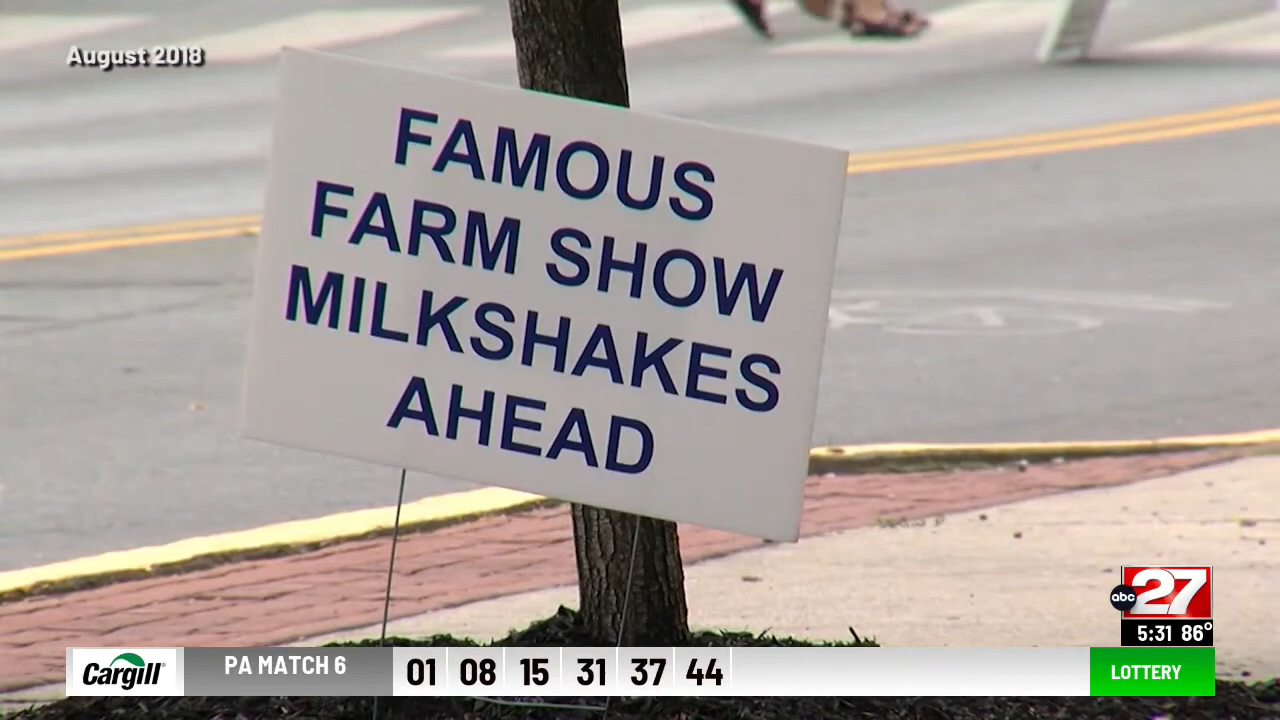 August 2018
FAMOUS
FARM SHOW
MILKSHAKES
AHEAD
abc 27
5:31 86°
Cargill PA MATCH 6 01 08 15 31 37 44 LOTTERY